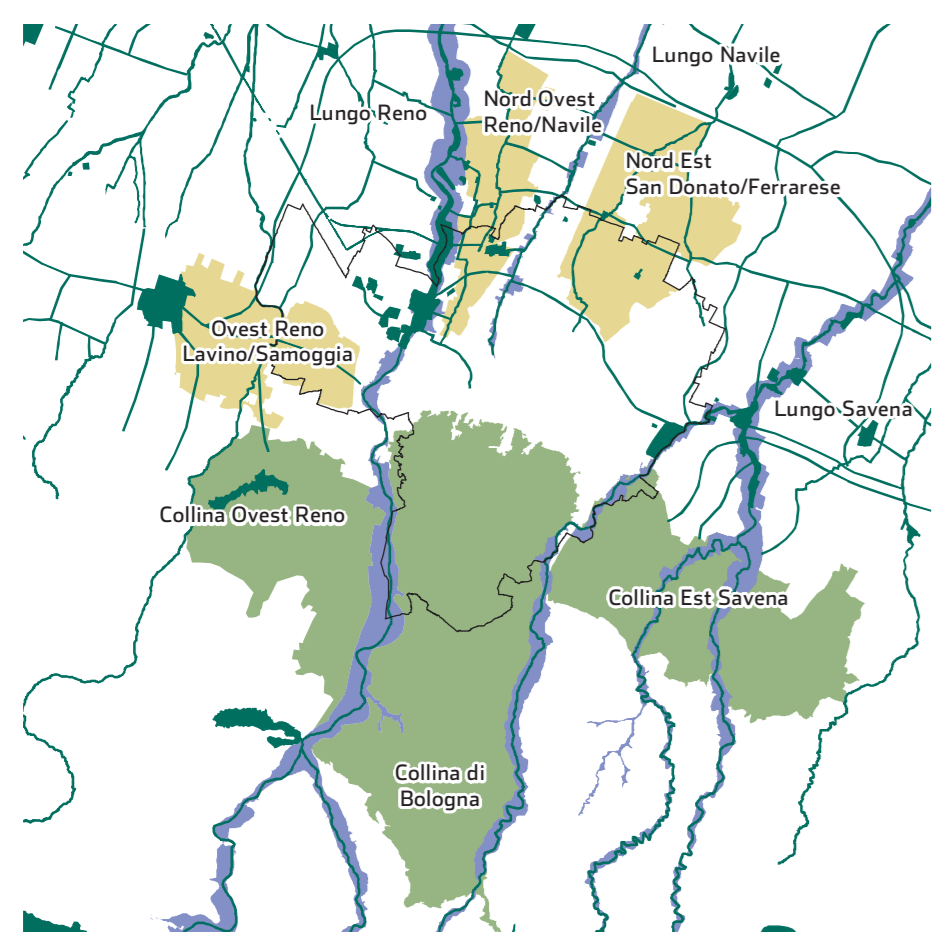 Lungo Navile
Nord Ovest
Reno/Navile
Lungo Reno
Nord Est
San Donato/Ferrarese
Ovest Reno
Lavino/Samoggia
Lungo Savena
Collina Ovest Reno
Collina Est Savena
Collina di
Bologna